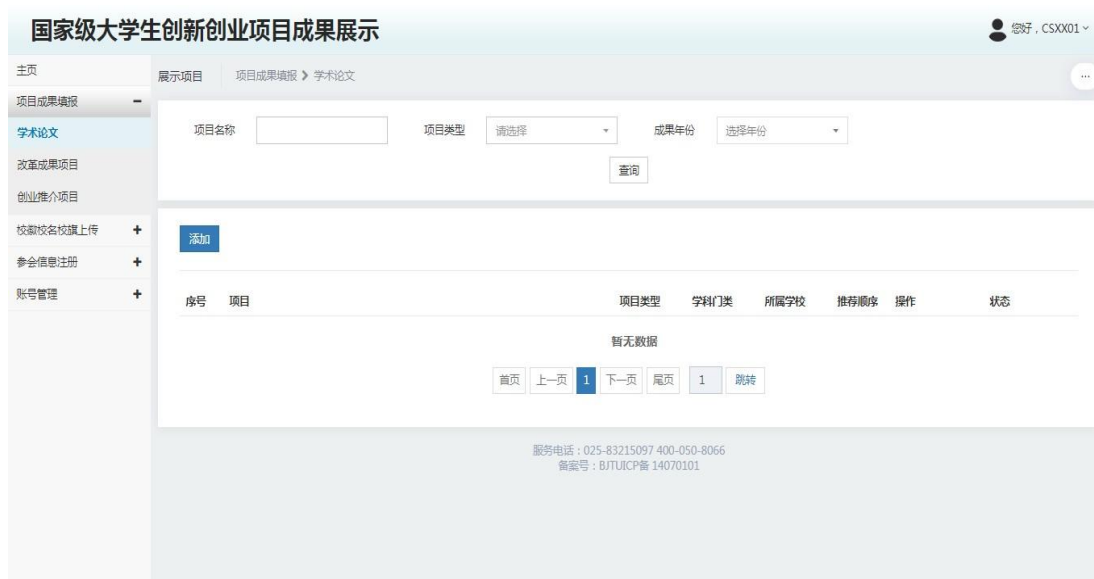 国家级大学生创新创业项目成果展示
您好，CSXX01
主页
项目成果填报
学术论文
改革成果项目
创业推介项目
校徽校名校旗上传
参会信息注册
账号管理
展示项目 项目成果填报 学术论文
项目名称 项目类型 请选择 成果年份 选择年份
查询
添加
序号 项目 项目类型 学科门类 所属学校 推荐顺序 操作 状态
暂无数据
首页 上一页 1 下一页 尾页 1 跳转
服务电话：025-83215097 400-050-8066
备案号：BJTUICP备 14070101